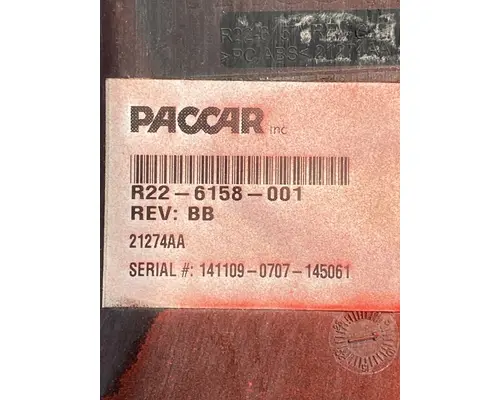 PACCAR inc
R22-6158-001
REV: BB
21274AA
SERIAL #: 141109-0707-145061